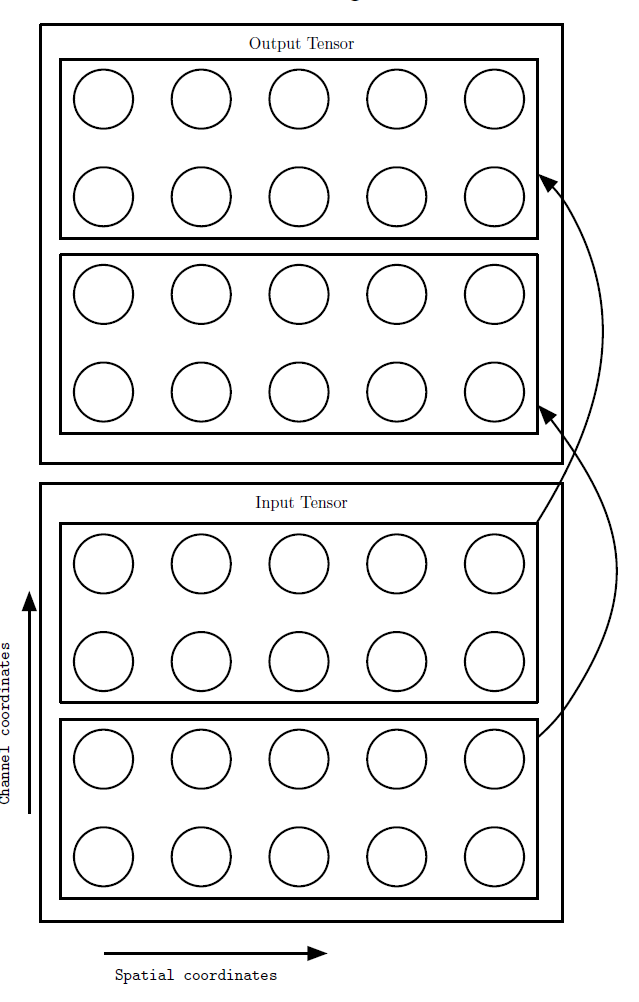 Output Tensor
Input Tensor
Channel coordinates
Spatial coordinates